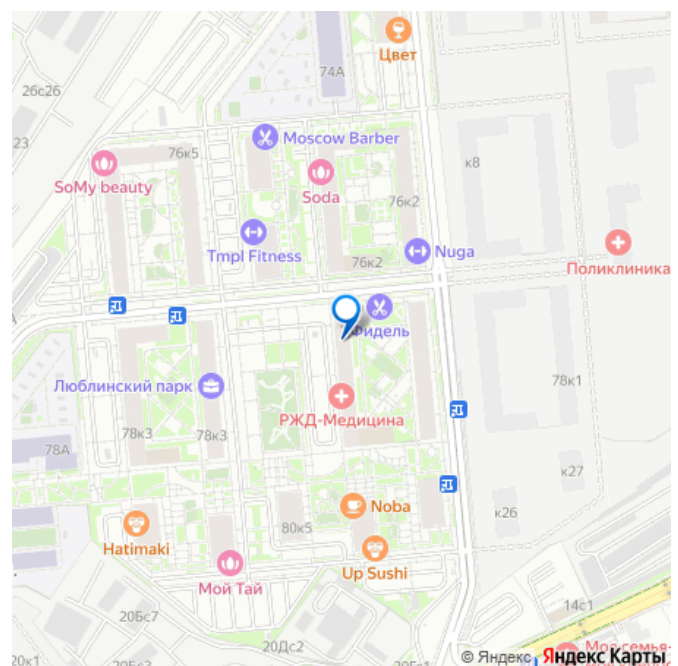 Цвет
74А
26с26
23
Moscow Barber
76к5
SoMy beauty
к8
Soda
76к2
Tmpl Fitness
Nuga
76к2
Поликлиника
Фидель
Люблинский парк
78к1
РЖД-Медицина
78к3
78к3
78А
к27
Noba
к26
80к5
Hatimaki
Up Sushi
Мой Тай
14с1
20Бс7
20Дс2
20к1
© Яндекс Яндекс Карты